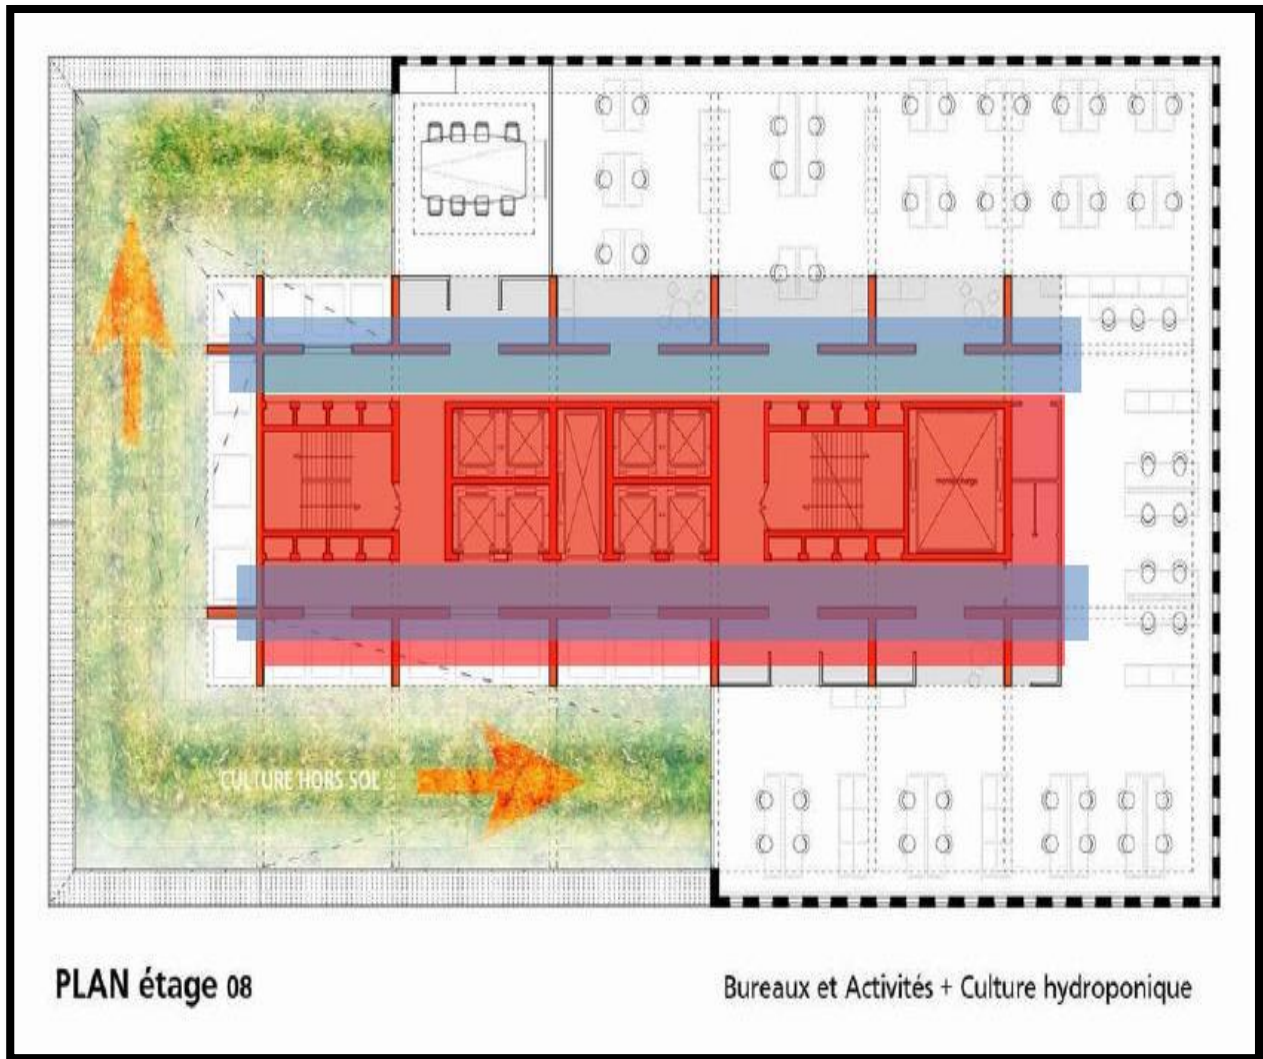 CULTURE HORS SOL
PLAN étage 08
Bureaux et Activités + Culture hydroponique